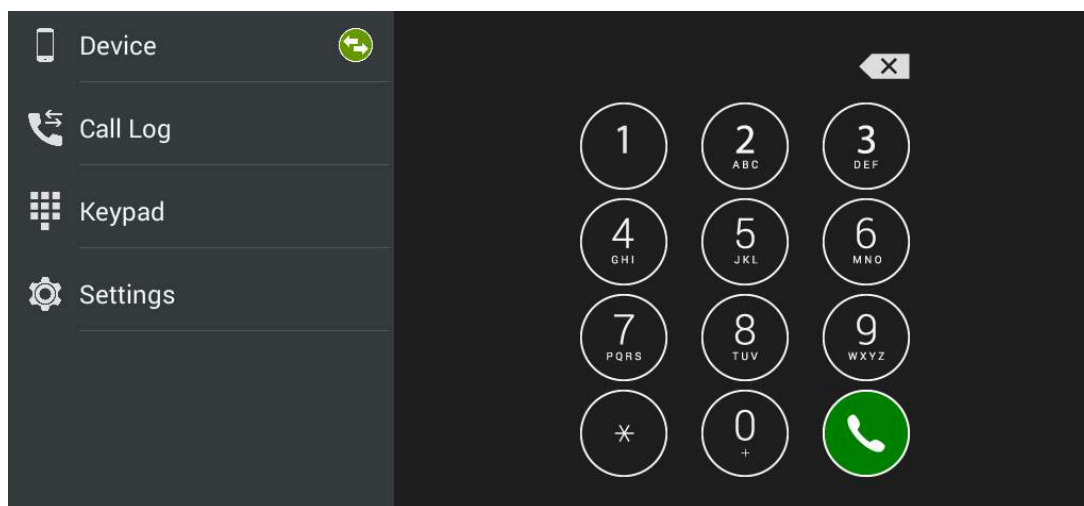 Device
Call Log
Keypad
Settings
1
2
ABC
3
DEF
4
GHI
5
JKL
6
MNO
7
PQRS
8
TUV
9
WXYZ
*
0
+